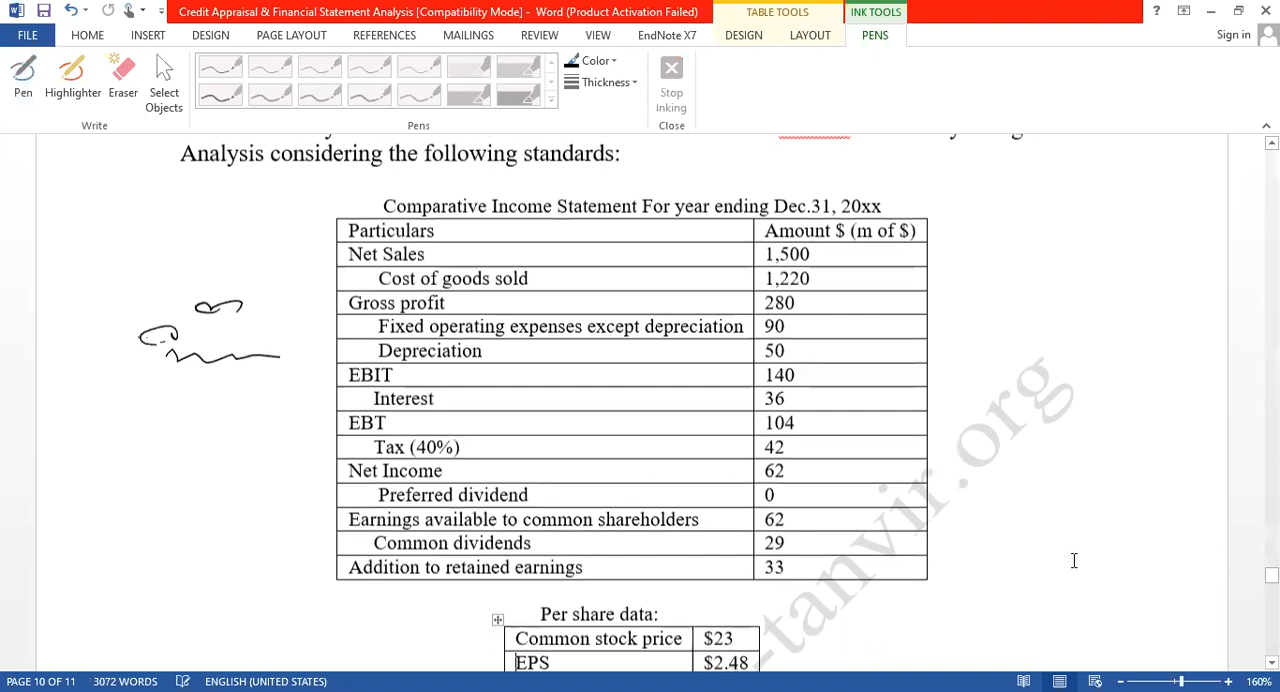 Credit Appraisal & Financial Statement Analysis [Compatibility Mode] - Word (Product Activation Failed)
TABLE TOOLS
INK TOOLS
?
FILE HOME INSERT DESIGN PAGE LAYOUT REFERENCES MAILINGS REVIEW VIEW EndNote X7 DESIGN LAYOUT PENS Sign in
Pen Highlighter Eraser Select Objects
Color
Thickness
Stop Inking
Write Pens Close
Analysis considering the following standards:
Comparative Income Statement For year ending Dec.31, 20xx
Particulars Amount $ (m of $)
Net Sales 1,500
Cost of goods sold 1,220
Gross profit 280
Fixed operating expenses except depreciation 90
Depreciation 50
EBIT 140
Interest 36
EBT 104
Tax (40%) 42
Net Income 62
Preferred dividend 0
Earnings available to common shareholders 62
Common dividends 29
Addition to retained earnings 33
-tanvir.org
Per share data:
Common stock price $23
EPS $2.48
PAGE 10 OF 11 3072 WORDS ENGLISH (UNITED STATES) 160%